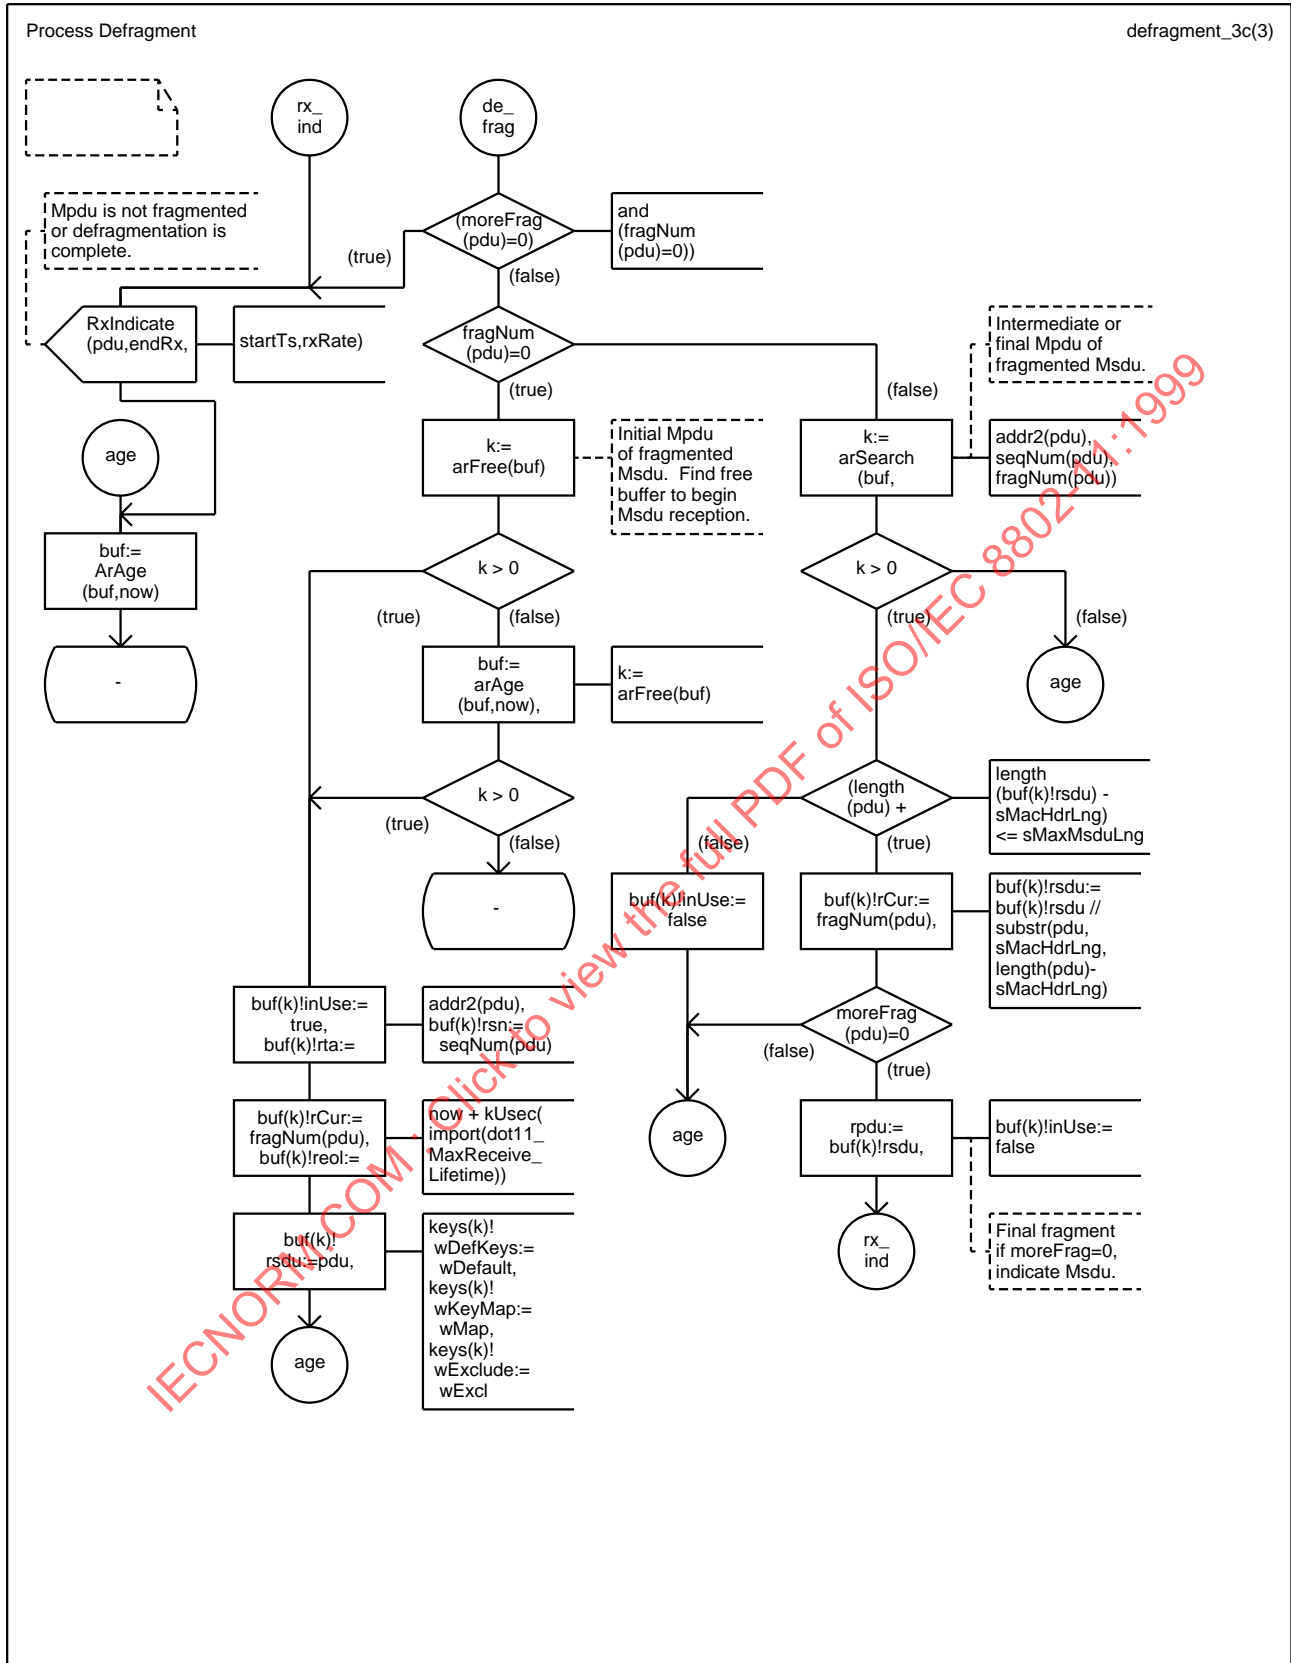 Process Defragment
defragment_3c(3)
rx_
ind
de_
frag
Mpdu is not fragmented
or defragmentation is
complete.
(moreFrag
(pdu)=0)
and
(fragNum
(pdu)=0))
(true)
(false)
RxIndicate
(pdu,endRx,
startTs,rxRate)
fragNum
(pdu)=0
Intermediate or
final Mpdu of
fragmented Msdu.
(true)
(false)
age
k:=
arFree(buf)
Initial Mpdu
of fragmented
Msdu.  Find free
buffer to begin
Msdu reception.
k:=
arSearch
(buf,
addr2(pdu),
seqNum(pdu),
fragNum(pdu))
buf:=
ArAge
(buf,now)
k > 0
k > 0
(true)
(false)
(true)
(false)
-
buf:=
arAge
(buf,now),
k:=
arFree(buf)
age
k > 0
(length
(pdu) +
length
(buf(k)!rsdu) -
sMacHdrLng)
<= sMaxMsduLng
(true)
(false)
(false)
(true)
-
buf(k)!inUse:=
false
buf(k)!rCur:=
fragNum(pdu),
buf(k)!rsdu:=
buf(k)!rsdu //
substr(pdu,
sMacHdrLng,
length(pdu)-
sMacHdrLng)
buf(k)!inUse:=
true,
buf(k)!rta:=
addr2(pdu),
buf(k)!rsn:=
seqNum(pdu)
moreFrag
(pdu)=0
(false)
(true)
buf(k)!rCur:=
fragNum(pdu),
buf(k)!reol:=
now + kUsec(
import(dot11_
MaxReceive_
Lifetime))
age
rpdu:=
buf(k)!rsdu,
buf(k)!inUse:=
false
buf(k)!
rsdu:=pdu,
keys(k)!
wDefKeys:=
wDefault,
keys(k)!
wKeyMap:=
wMap,
keys(k)!
wExclude:=
wExcl
rx_
ind
Final fragment
if moreFrag=0,
indicate Msdu.
age
IECNORM.COM : Click to view the full PDF of ISO/IEC 8802-11:1999